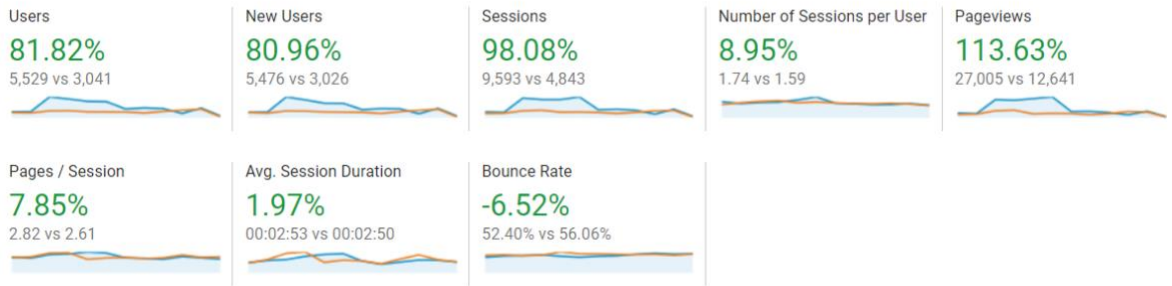 Users
81.82%
5,529 vs 3,041
New Users
80.96%
5,476 vs 3,026
Sessions
98.08%
9,593 vs 4,843
Number of Sessions per User
8.95%
1.74 vs 1.59
Pageviews
113.63%
27,005 vs 12,641
Pages / Session
7.85%
2.82 vs 2.61
Avg. Session Duration
1.97%
00:02:53 vs 00:02:50
Bounce Rate
-6.52%
52.40% vs 56.06%